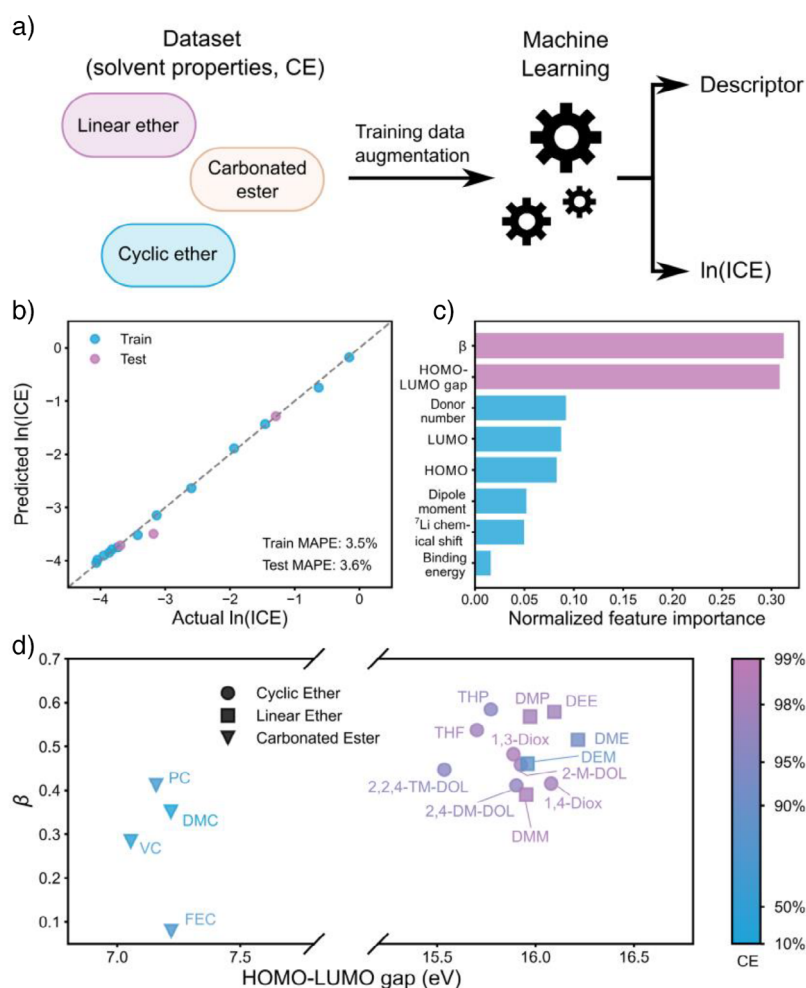 a)
Dataset
(solvent properties, CE)
Linear ether
Carbonated
ester
Cyclic ether
Training data
augmentation
Machine
Learning
Descriptor
ln(ICE)
b)
Predicted ln(ICE)
0
−1
−2
−3
−4
Train
Test
Train MAPE: 3.5%
Test MAPE: 3.6%
−4 −3 −2 −1 0
Actual ln(ICE)
c)
β
HOMO-
LUMO gap
Donor
number
LUMO
HOMO
Dipole
moment
⁷Li chem-
ical shift
Binding
energy
0.00 0.05 0.10 0.15 0.20 0.25 0.30
Normalized feature importance
d)
β
0.7
0.6
0.5
0.4
0.3
0.2
0.1
Cyclic Ether
Linear Ether
Carbonated Ester
PC
DMC
VC
FEC
THP
DMP
DEE
THF
1,3-Diox
DME
DEM
2-M-DOL
2,2,4-TM-DOL
2,4-DM-DOL
1,4-Diox
DMM
7.0 7.5 15.5 16.0 16.5
HOMO-LUMO gap (eV)
99%
98%
95%
90%
50%
10%
CE